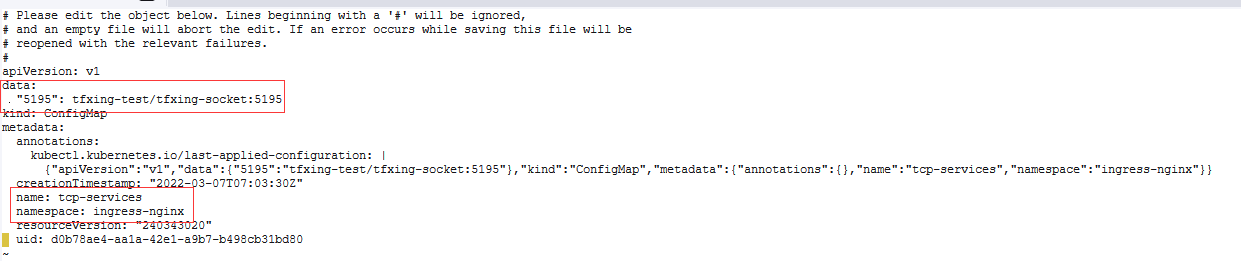 # Please edit the object below. Lines beginning with a '#' will be ignored,
# and an empty file will abort the edit. If an error occurs while saving this file will be
# reopened with the relevant failures.
#
apiVersion: v1
data:
  "5195": tfxing-test/tfxing-socket:5195
kind: ConfigMap
metadata:
  annotations:
    kubectl.kubernetes.io/last-applied-configuration: |
      {"apiVersion":"v1","data":{"5195":"tfxing-test/tfxing-socket:5195"},"kind":"ConfigMap","metadata":{"annotations":{},"name":"tcp-services","namespace":"ingress-nginx"}}
  creationTimestamp: "2022-03-07T07:03:30Z"
  name: tcp-services
  namespace: ingress-nginx
  resourceVersion: "240343020"
  uid: d0b78ae4-aa1a-42e1-a9b7-b498cb31bd80
~